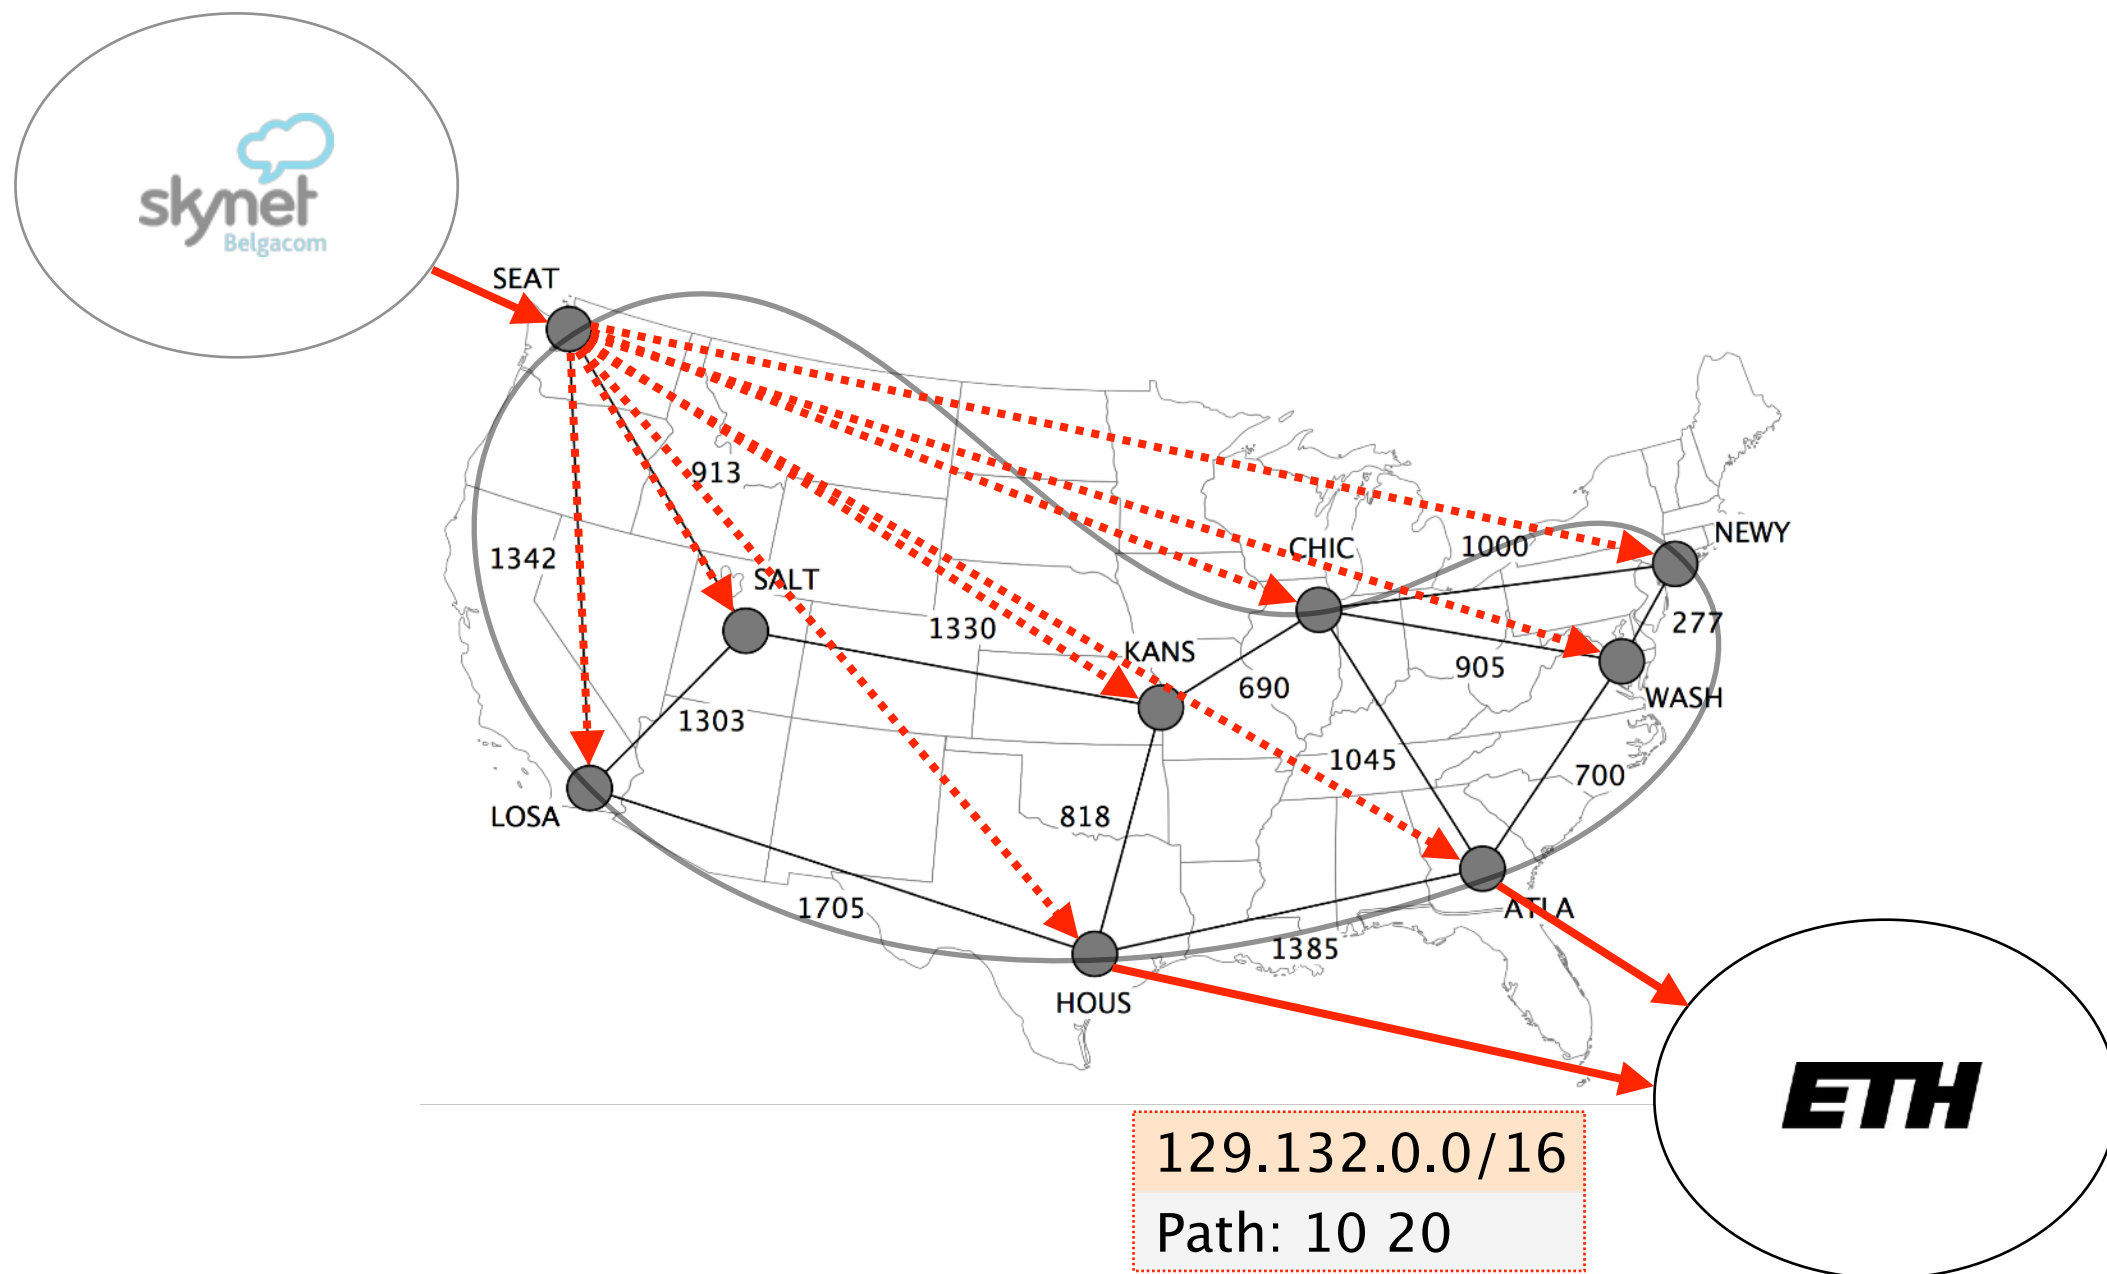 skynet
Belgacom
SEAT
913
1342
SALT
1330
CHIC
1000
NEWY
277
KANS
690
905
WASH
1303
1045
700
LOSA
818
1705
ATLA
1385
HOUS
ETH
129.132.0.0/16
Path: 10 20